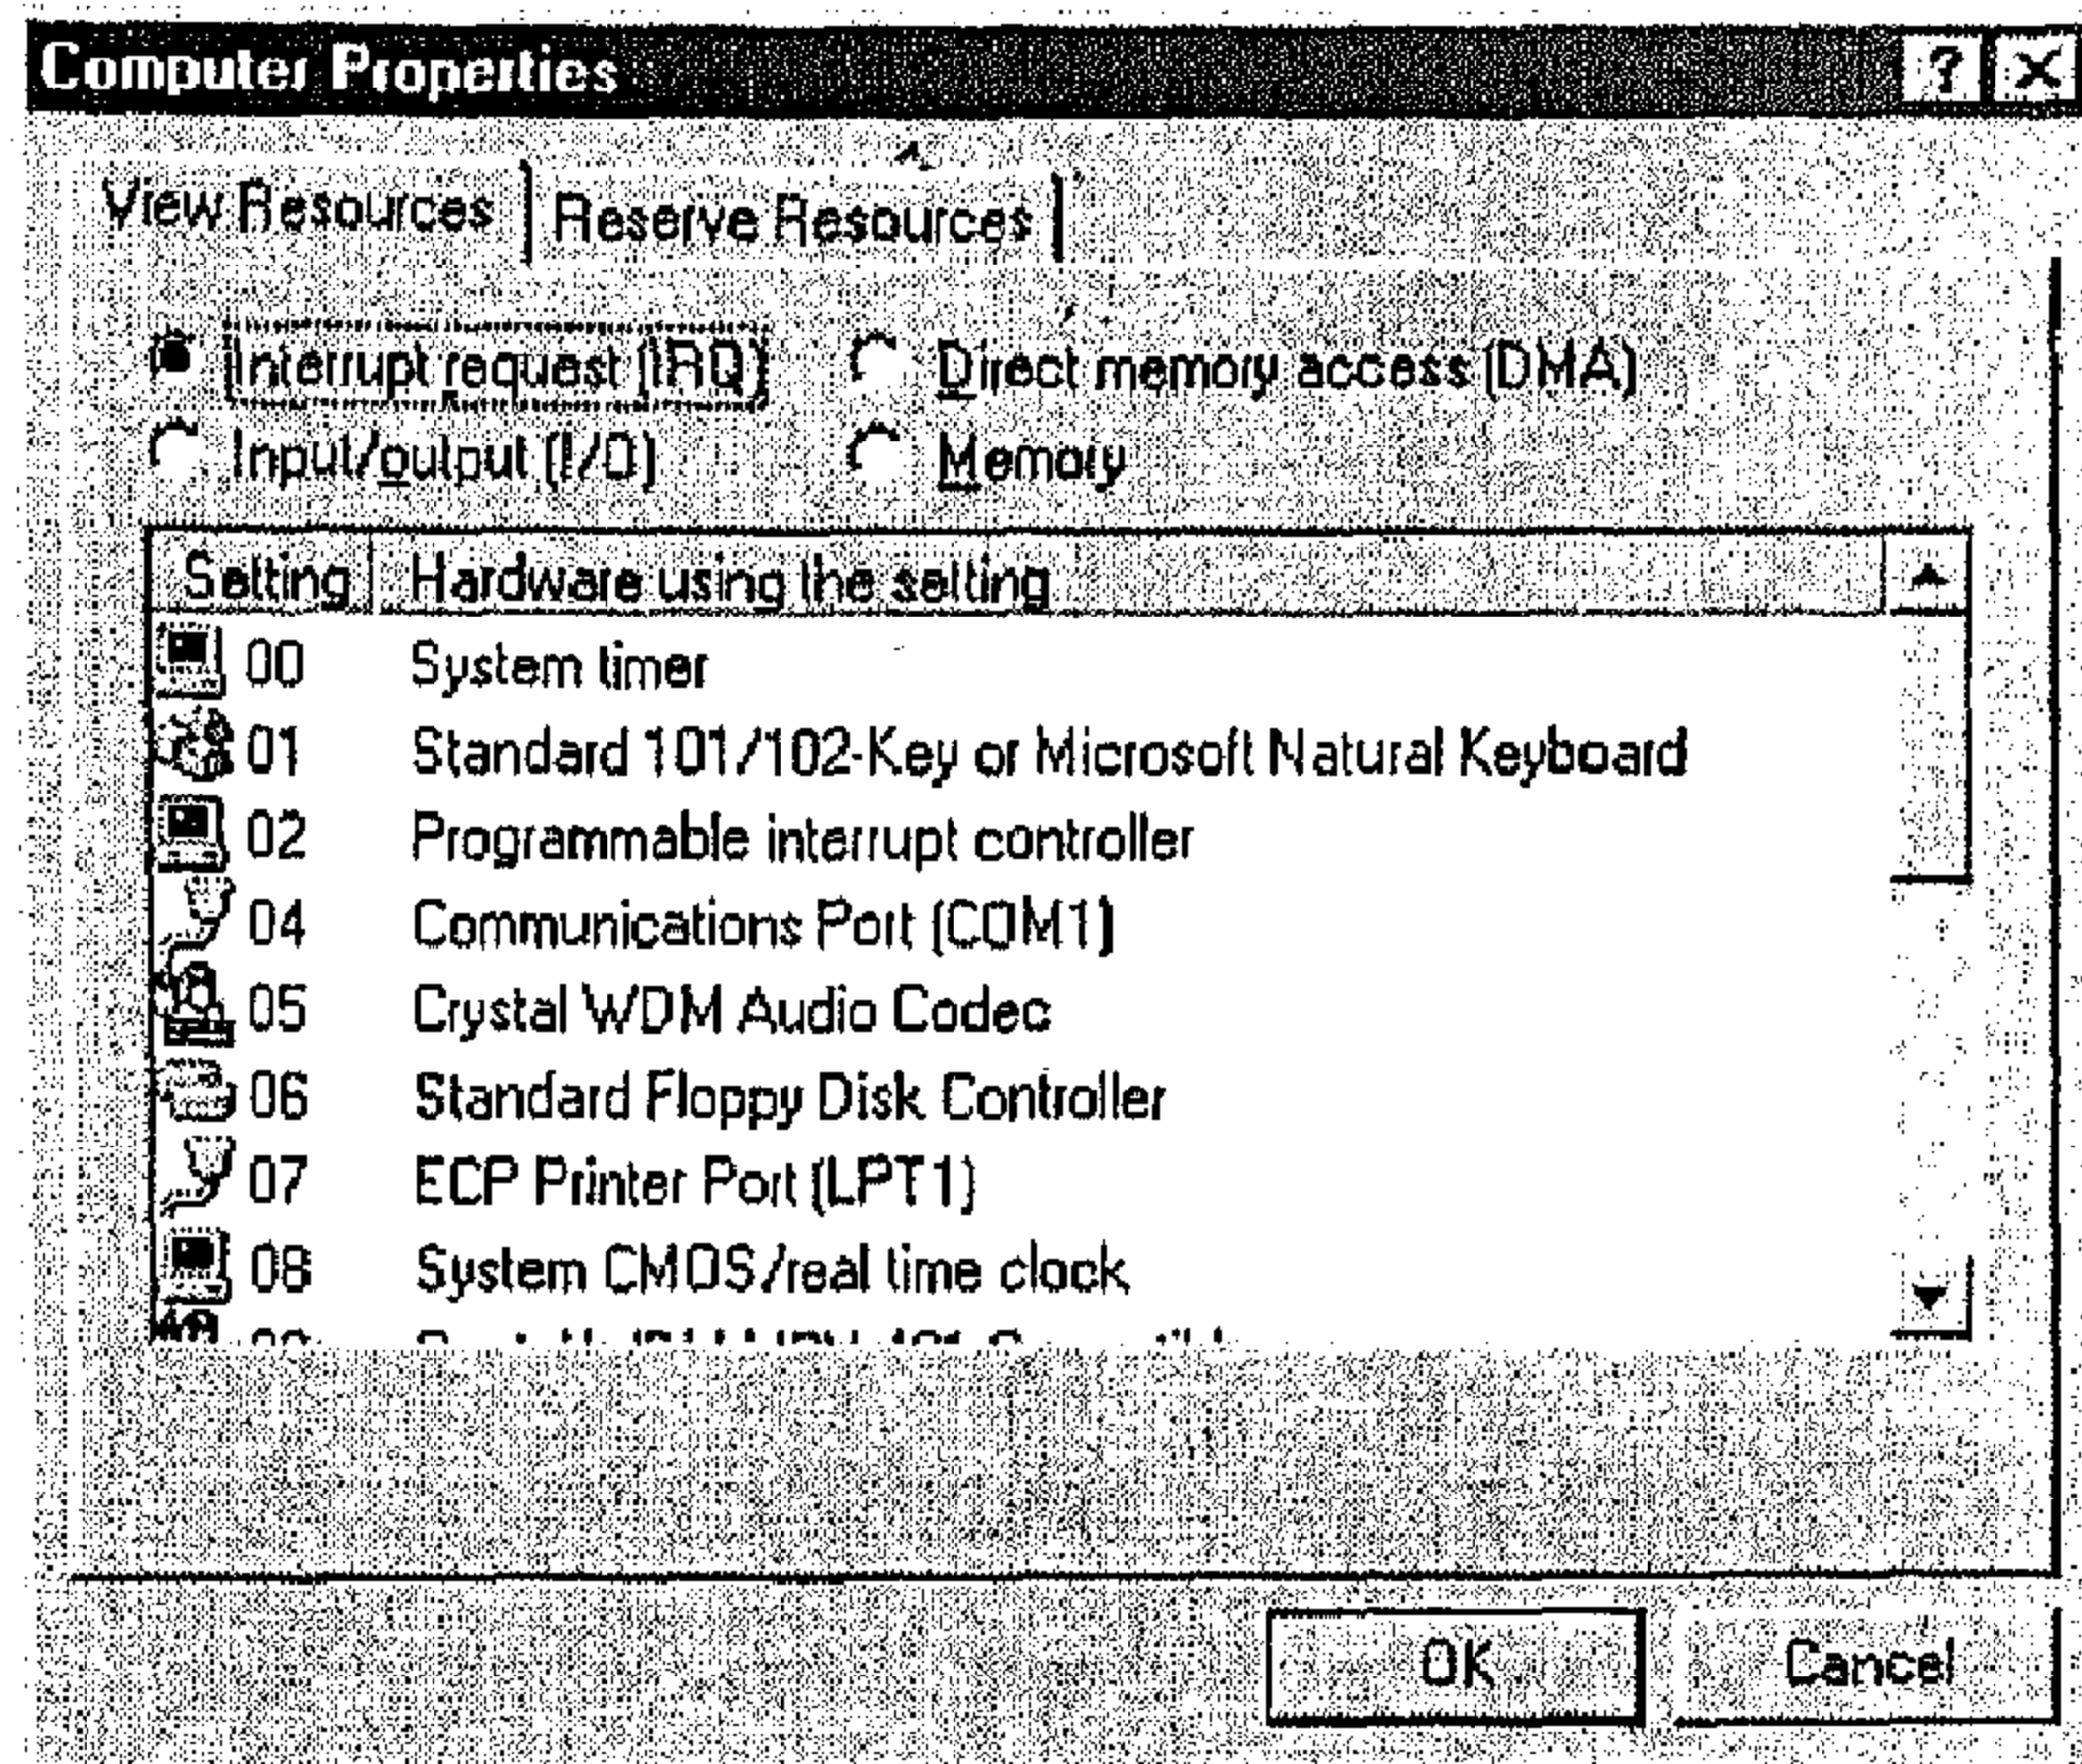 Computer Properties
View Resources Reserve Resources
Interrupt request (IRQ) Direct memory access (DMA)
Input/output (I/O) Memory
Setting Hardware using the setting
00 System timer
01 Standard 101/102-Key or Microsoft Natural Keyboard
02 Programmable interrupt controller
04 Communications Port (COM1)
05 Crystal WDM Audio Codec
06 Standard Floppy Disk Controller
07 ECP Printer Port (LPT1)
08 System CMOS/real time clock
OK Cancel